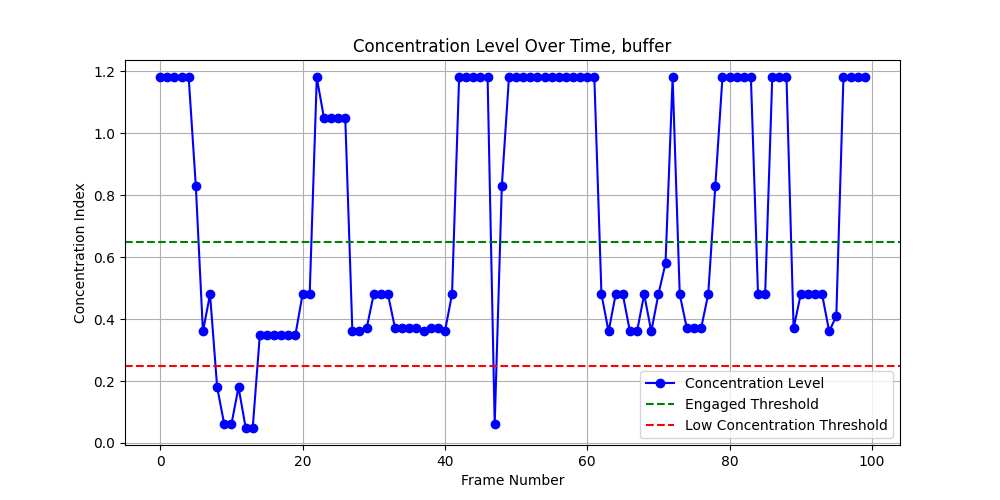 Concentration Level Over Time, buffer
Concentration Index
1.2
1.0
0.8
0.6
0.4
0.2
0.0
Concentration Level
Engaged Threshold
Low Concentration Threshold
0 20 40 60 80 100
Frame Number